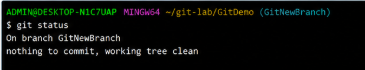 ADMIN@DESKTOP-N1C7UAP MINGW64 ~/git-lab/GitDemo (GitNewBranch)
$ git status
On branch GitNewBranch
nothing to commit, working tree clean